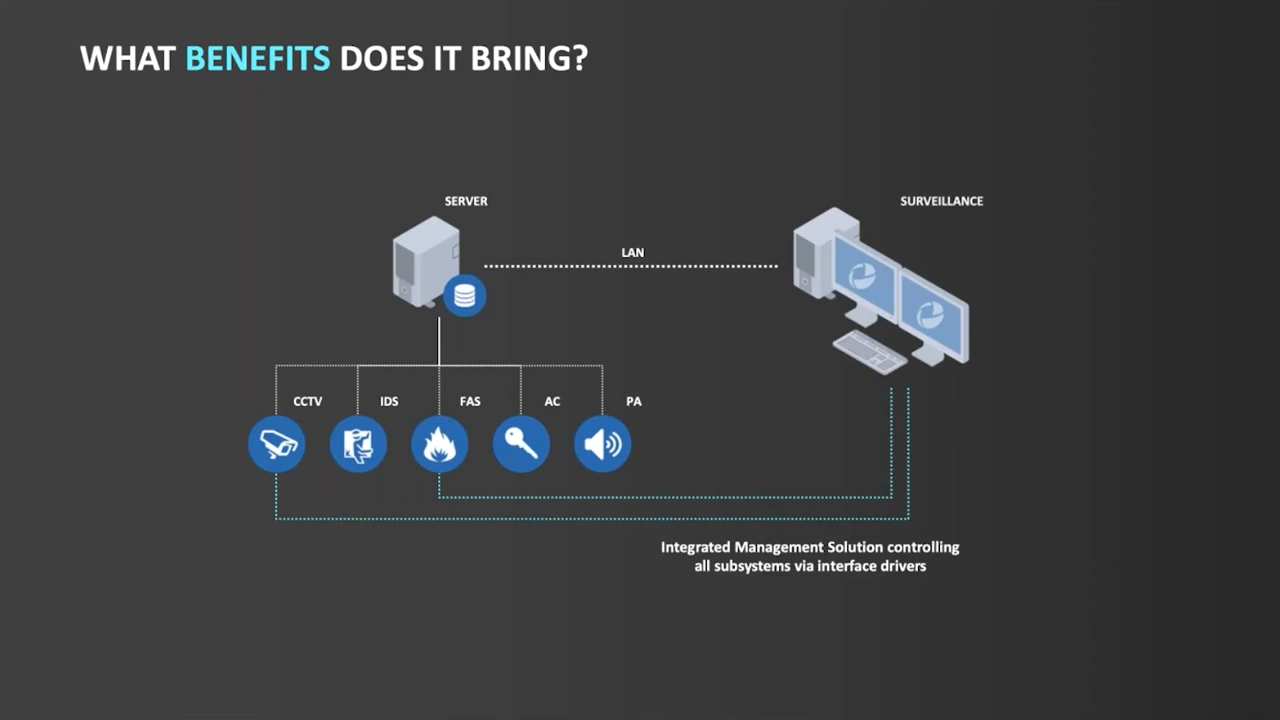 WHAT BENEFITS DOES IT BRING?
SERVER
SURVEILLANCE
LAN
CCTV
IDS
FAS
AC
PA
Integrated Management Solution controlling
all subsystems via interface drivers